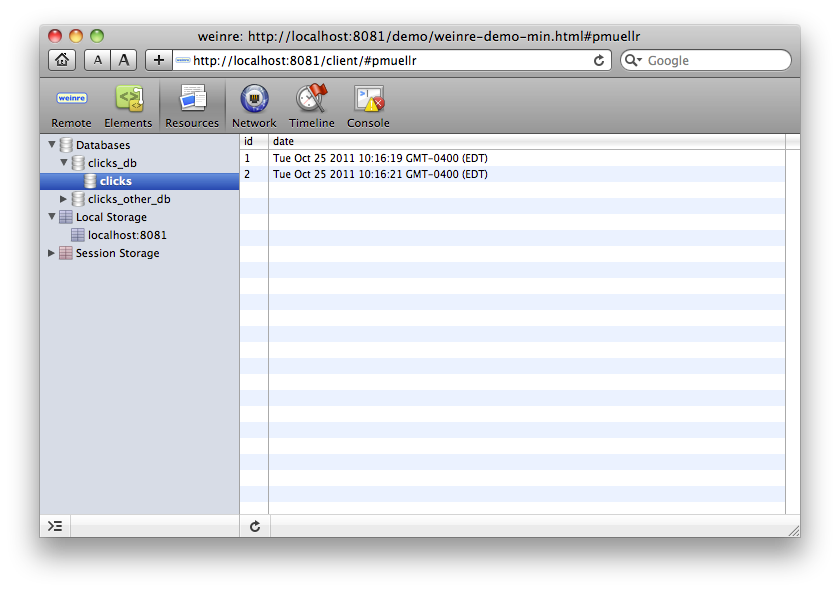 weinre: http://localhost:8081/demo/weinre-demo-min.html#pmuellr
A A + http://localhost:8081/client/#pmuellr Google
weinre
Remote Elements Resources Network Timeline Console
Databases
clicks_db
clicks
clicks_other_db
Local Storage
localhost:8081
Session Storage
id date
1 Tue Oct 25 2011 10:16:19 GMT-0400 (EDT)
2 Tue Oct 25 2011 10:16:21 GMT-0400 (EDT)